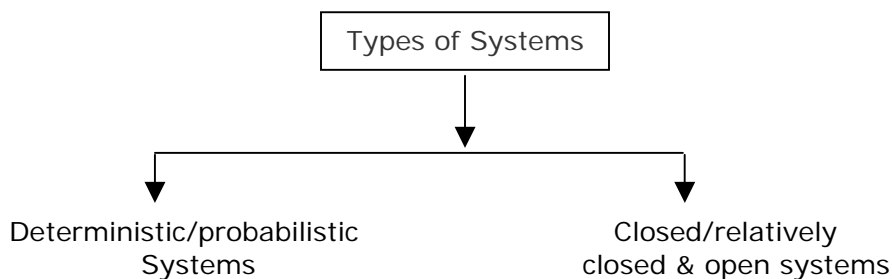 Types of Systems
Deterministic/probabilistic
Systems
Closed/relatively
closed & open systems